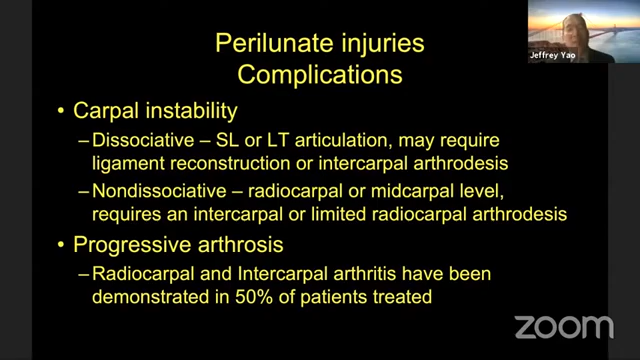 Perilunate injuries
Complications
Jeffrey Yao
• Carpal instability
–Dissociative – SL or LT articulation, may require
ligament reconstruction or intercarpal arthrodesis
–Nondissociative – radiocarpal or midcarpal level,
requires an intercarpal or limited radiocarpal arthrodesis
• Progressive arthrosis
–Radiocarpal and Intercarpal arthritis have been
demonstrated in 50% of patients treated
zoom